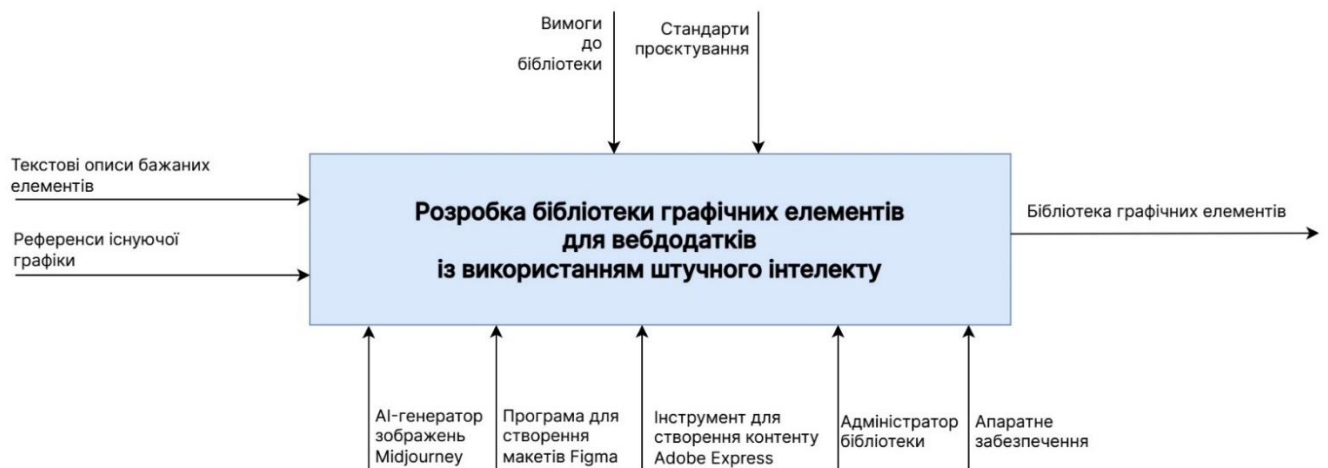 Вимоги
до
бібліотеки
Стандарти
проєктування
Текстові описи бажаних
елементів
Референси існуючої
графіки
Розробка бібліотеки графічних елементів
для вебдодатків
із використанням штучного інтелекту
Бібліотека графічних елементів
АІ-генератор
зображень
Midjourney
Програма для
створення
макетів Figma
Інструмент для
створення контенту
Adobe Express
Адміністратор
бібліотеки
Апаратне
забезпечення